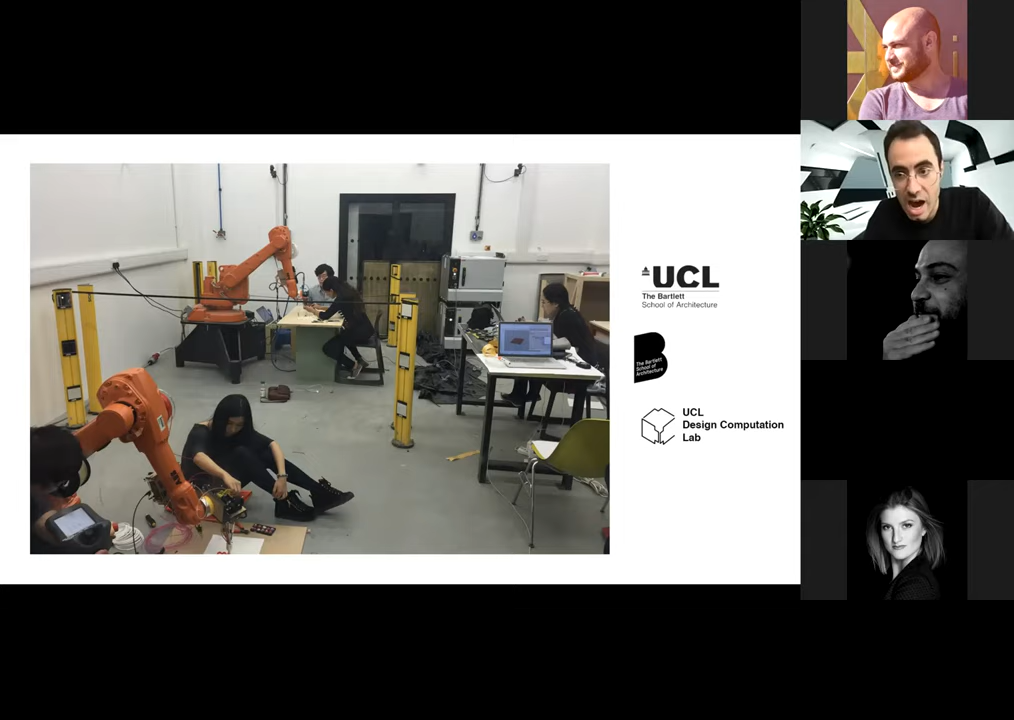 UCL
The Bartlett
School of Architecture
The Bartlett
School of
Architecture
UCL
Design Computation
Lab